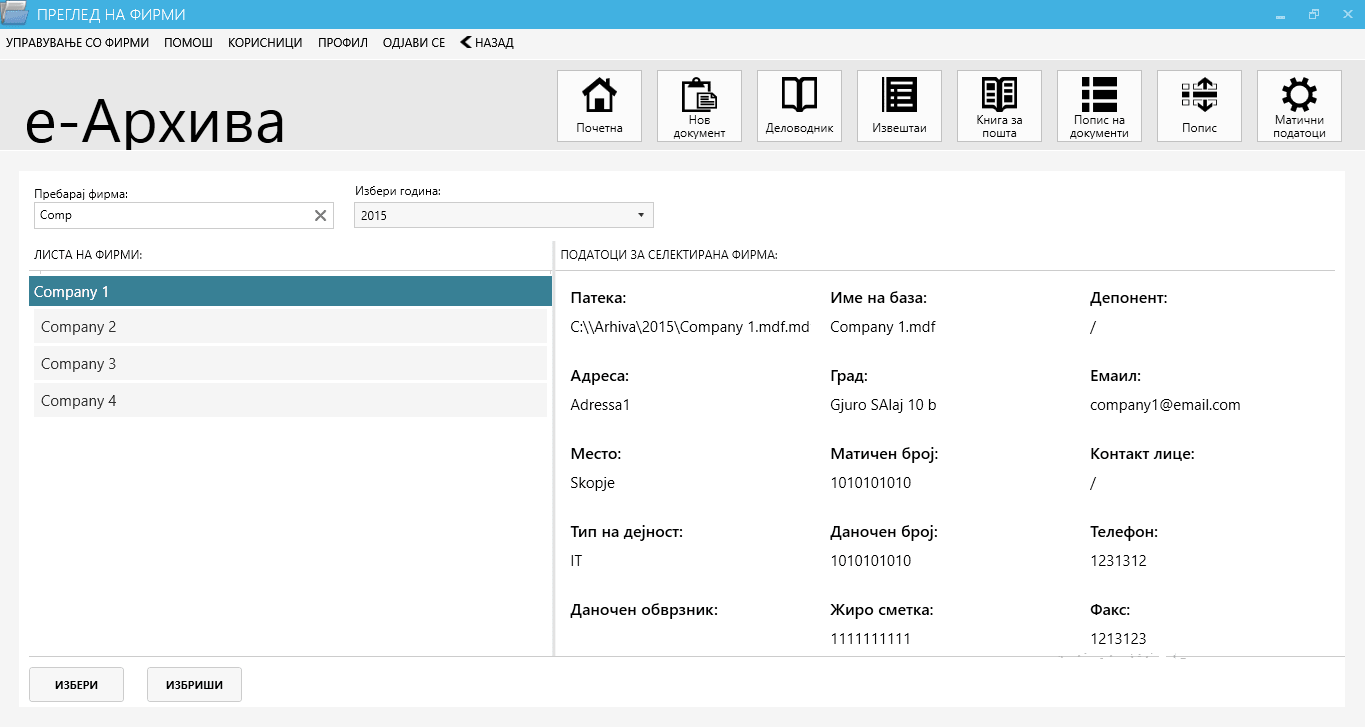 ПРЕГЛЕД НА ФИРМИ
УПРАВУВАЊЕ СО ФИРМИ ПОМОШ КОРИСНИЦИ ПРОФИЛ ОДЈАВИ СЕ НАЗАД
е-Архива
Почетна
Нов
документ
Деловодник
Извештаи
Книга за
пошта
Попис на
документи
Попис
Матични
податоци
Пребарај фирма:
Comp
Избери година:
2015
ЛИСТА НА ФИРМИ:
Company 1
Company 2
Company 3
Company 4
ПОДАТОЦИ ЗА СЕЛЕКТИРАНА ФИРМА:
Патека: Име на база: Депонент:
C:\\Arhiva\2015\Company 1.mdf.md Company 1.mdf /
Адреса: Град: Емаил:
Adressa1 Gjuro SAlaj 10 b company1@email.com
Место: Матичен број: Контакт лице:
Skopje 1010101010 /
Тип на дејност: Даночен број: Телефон:
IT 1010101010 1231312
Даночен обврзник: Жиро сметка: Факс:
1111111111 1213123
ИЗБЕРИ ИЗБРИШИ